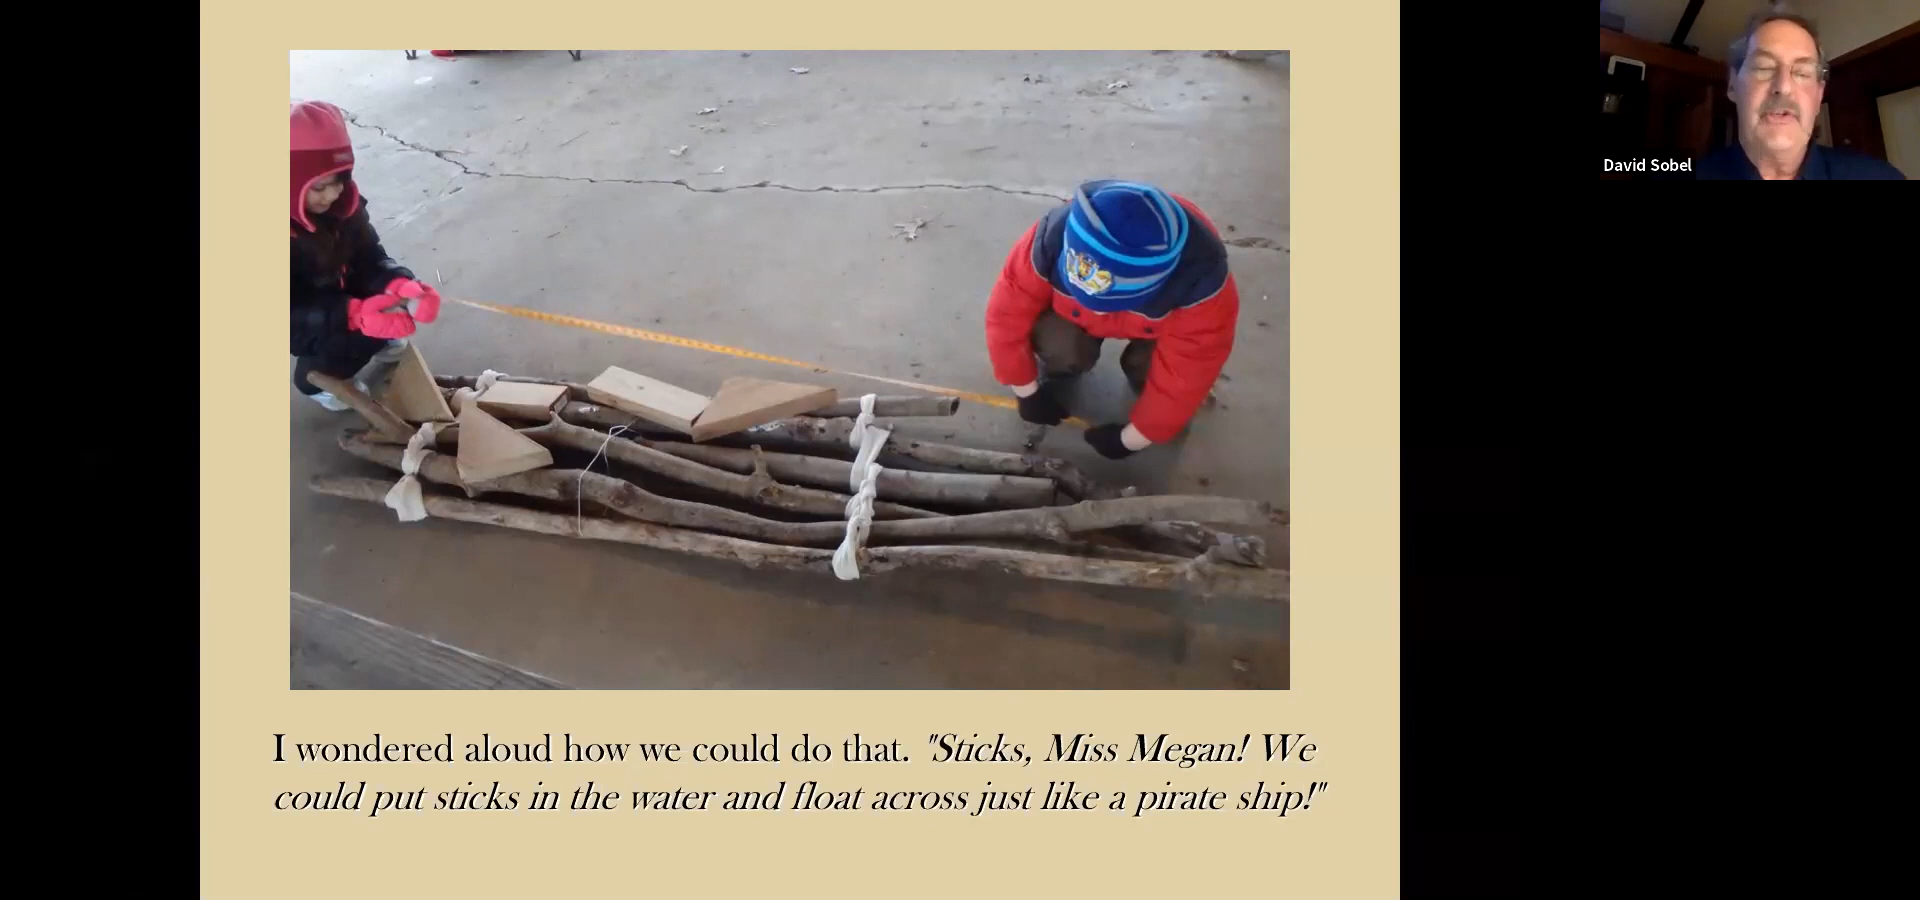 David Sobel
I wondered aloud how we could do that. "Sticks, Miss Megan! We
could put sticks in the water and float across just like a pirate ship!"